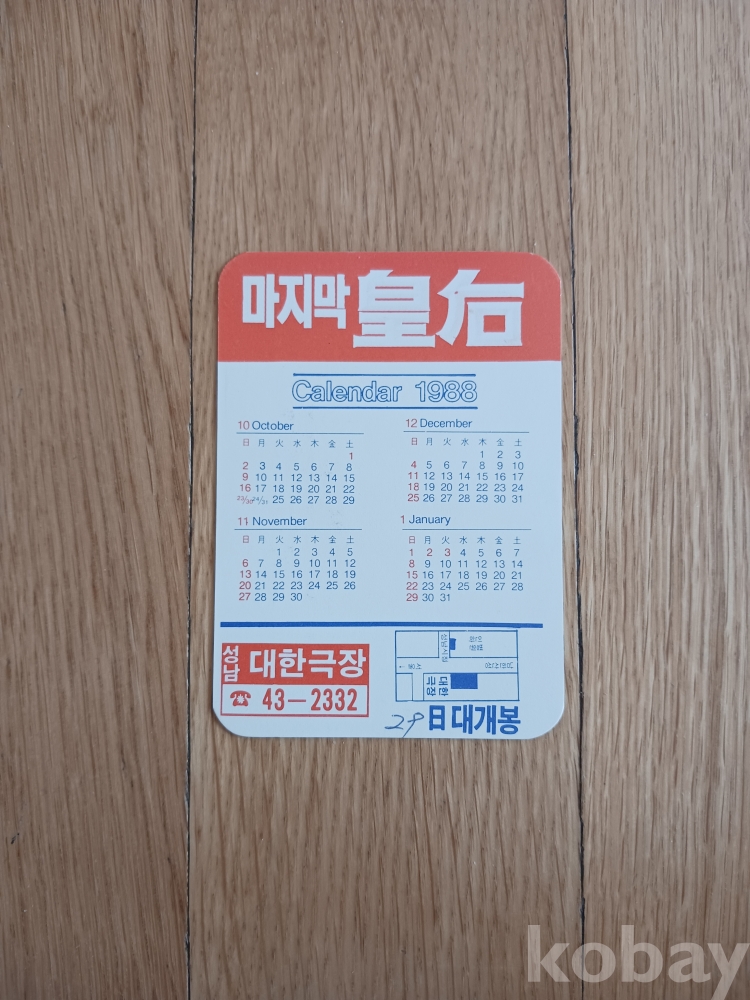 마지막 皇后
Calendar 1988
10 October
日 月 火 水 木 金 土
1
2 3 4 5 6 7 8
9 10 11 12 13 14 15
16 17 18 19 20 21 22
23/30 24/31 25 26 27 28 29
12 December
日 月 火 水 木 金 土
1 2 3
4 5 6 7 8 9 10
11 12 13 14 15 16 17
18 19 20 21 22 23 24
25 26 27 28 29 30 31
11 November
日 月 火 水 木 金 土
1 2 3 4 5
6 7 8 9 10 11 12
13 14 15 16 17 18 19
20 21 22 23 24 25 26
27 28 29 30
1 January
日 月 火 水 木 金 土
1 2 3 4 5 6 7
8 9 10 11 12 13 14
15 16 17 18 19 20 21
22 23 24 25 26 27 28
29 30 31
성남 대한극장
☎ 43-2332
성남시청
대한극장
29 日 대개봉
kobay